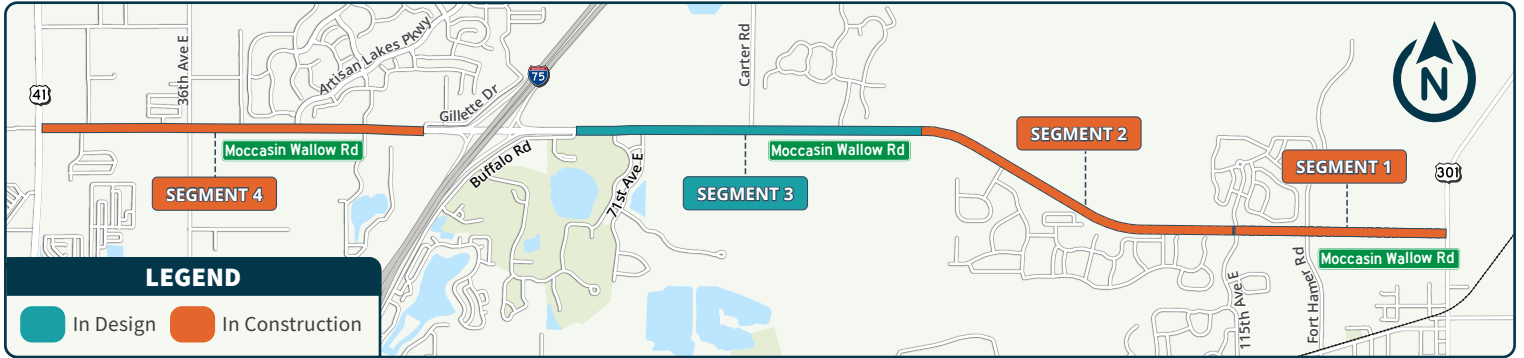 41
36th Ave E
Artisan Lakes Pkwy
Gillette Dr
75
Carter Rd
N
Moccasin Wallow Rd
SEGMENT 4
Buffalo Rd
71st Ave E
Moccasin Wallow Rd
SEGMENT 3
SEGMENT 2
SEGMENT 1
301
Moccasin Wallow Rd
115th Ave E
Fort Hamer Rd
LEGEND
In Design
In Construction